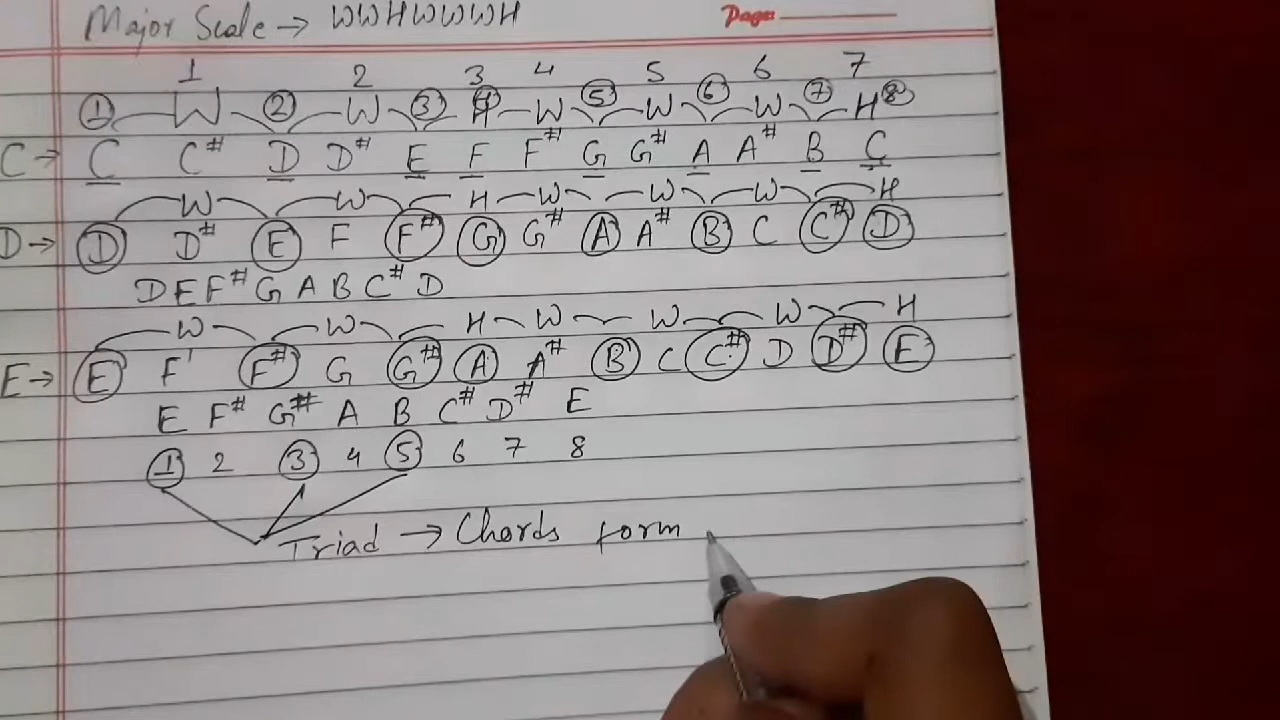 Major Scale → WWHWWWH Page:
1 2 3 4 5 6 7
① W ② W ③ H ④ W ⑤ W ⑥ W ⑦ H ⑧
C → C C# D D# E F F# G G# A A# B C
W W H W W W H
D → D D# E F F# G G# A A# B C C# D
D E F# G A B C# D
W W H W W W H
E → E F F# G G# A A# B C C# D D# E
E F# G# A B C# D# E
① 2 ③ 4 ⑤ 6 7 8
Triad → Chords form